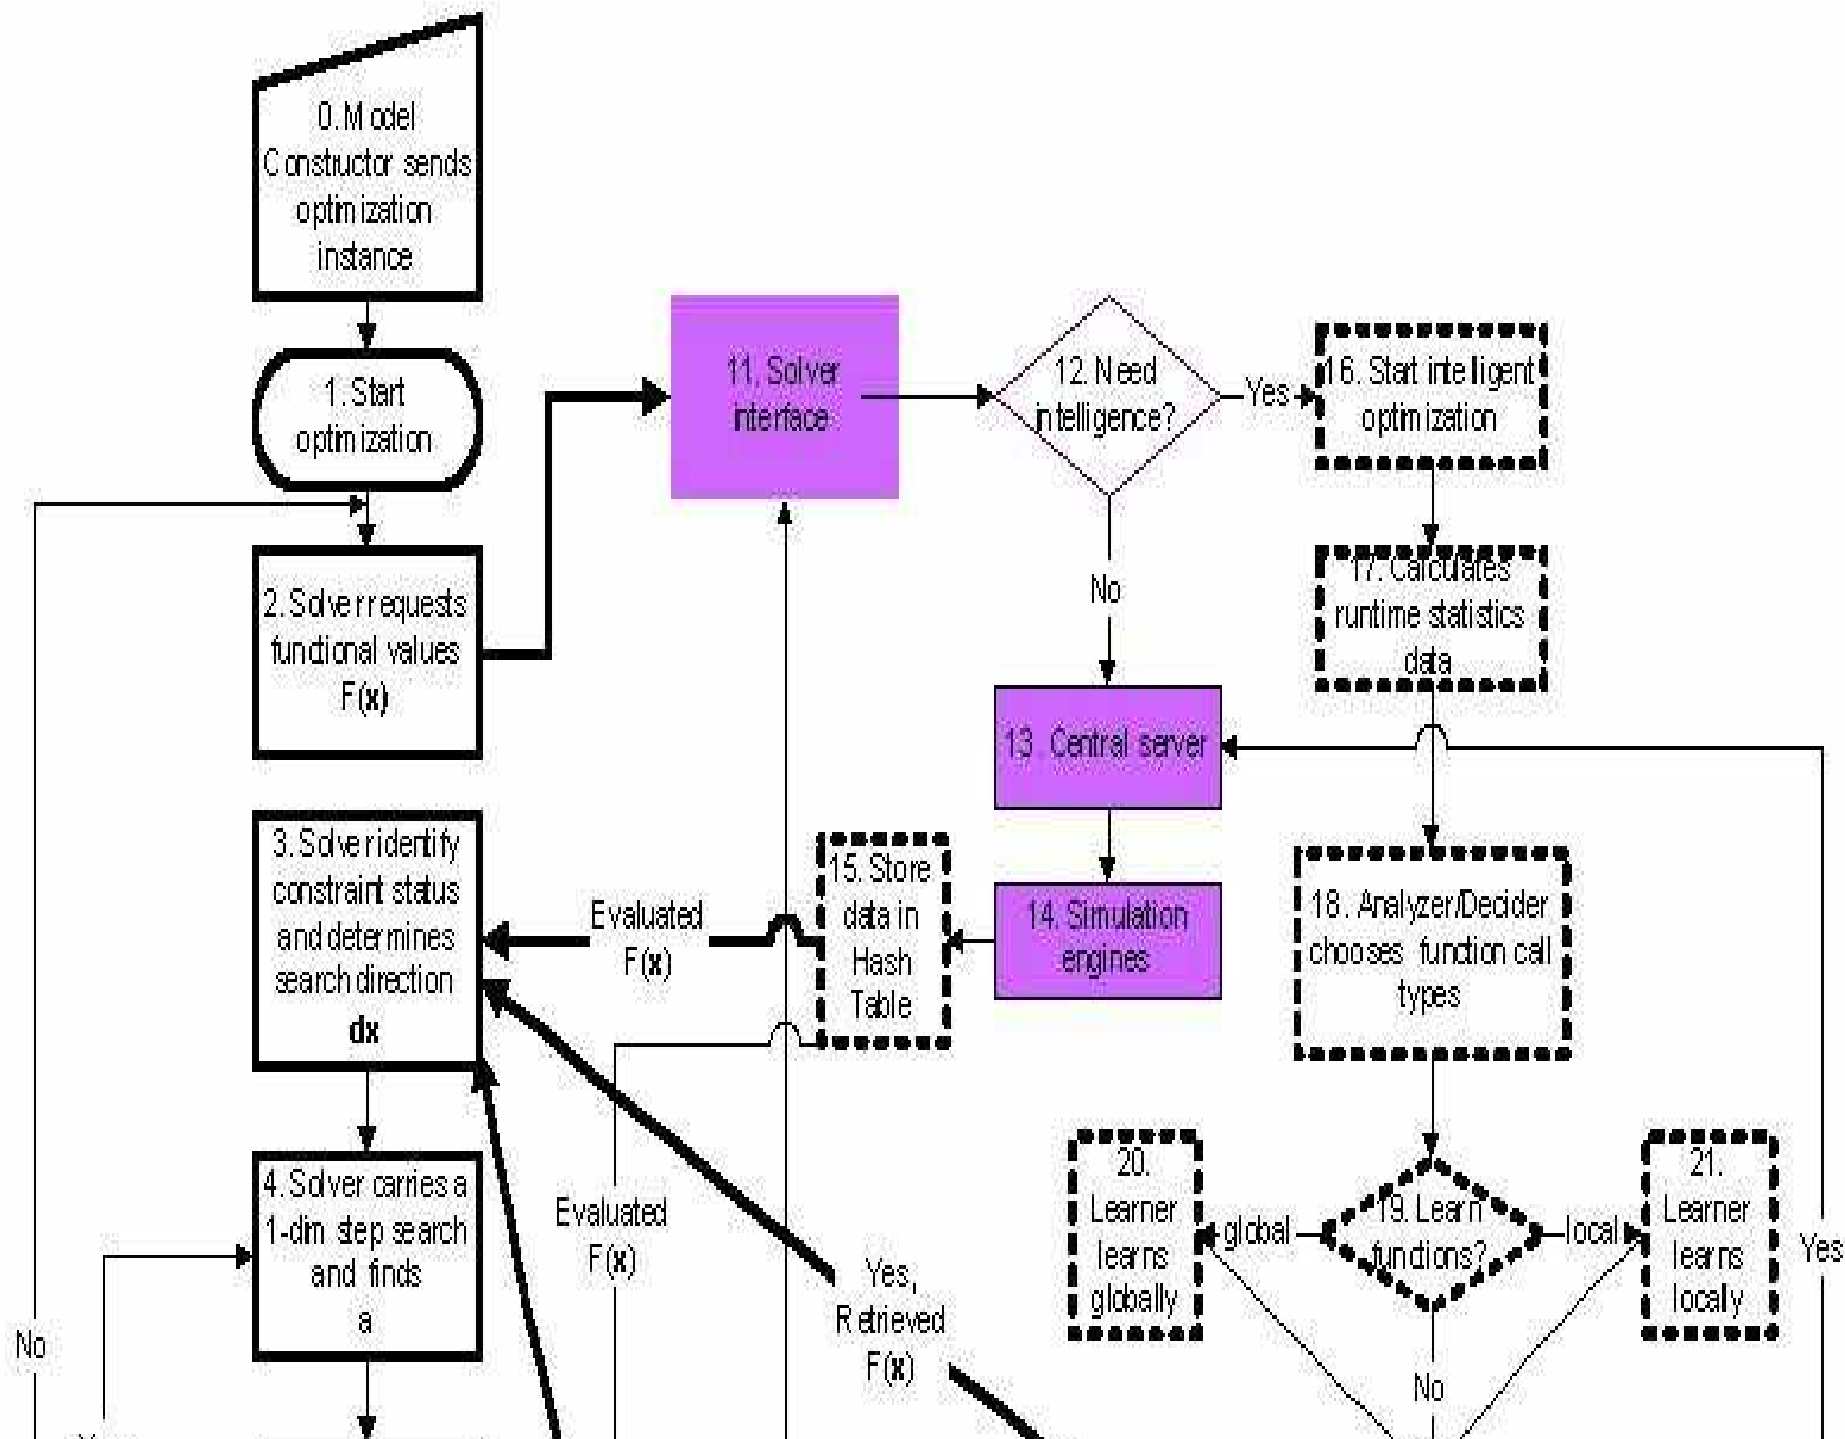 0. Model
Constructor sends
optimization
instance
1. Start
optimization
2. Solver requests
functional values
F(x)
3. Solver identify
constraint status
and determines
search direction
dx
4. Solver carries a
1-dim step search
and finds
a
No
11. Solver
interface
12. Need
intelligence?
Yes
No
13. Central server
14. Simulation
engines
15. Store
data in
Hash
Table
Evaluated
F(x)
Evaluated
F(x)
Yes,
Retrieved
F(x)
16. Start intelligent
optimization
17. Calculates
runtime statistics
data
18. Analyzer/Decider
chooses function call
types
19. Learn
functions?
global
local
No
20.
Learner
learns
globally
21.
Learner
learns
locally
Yes